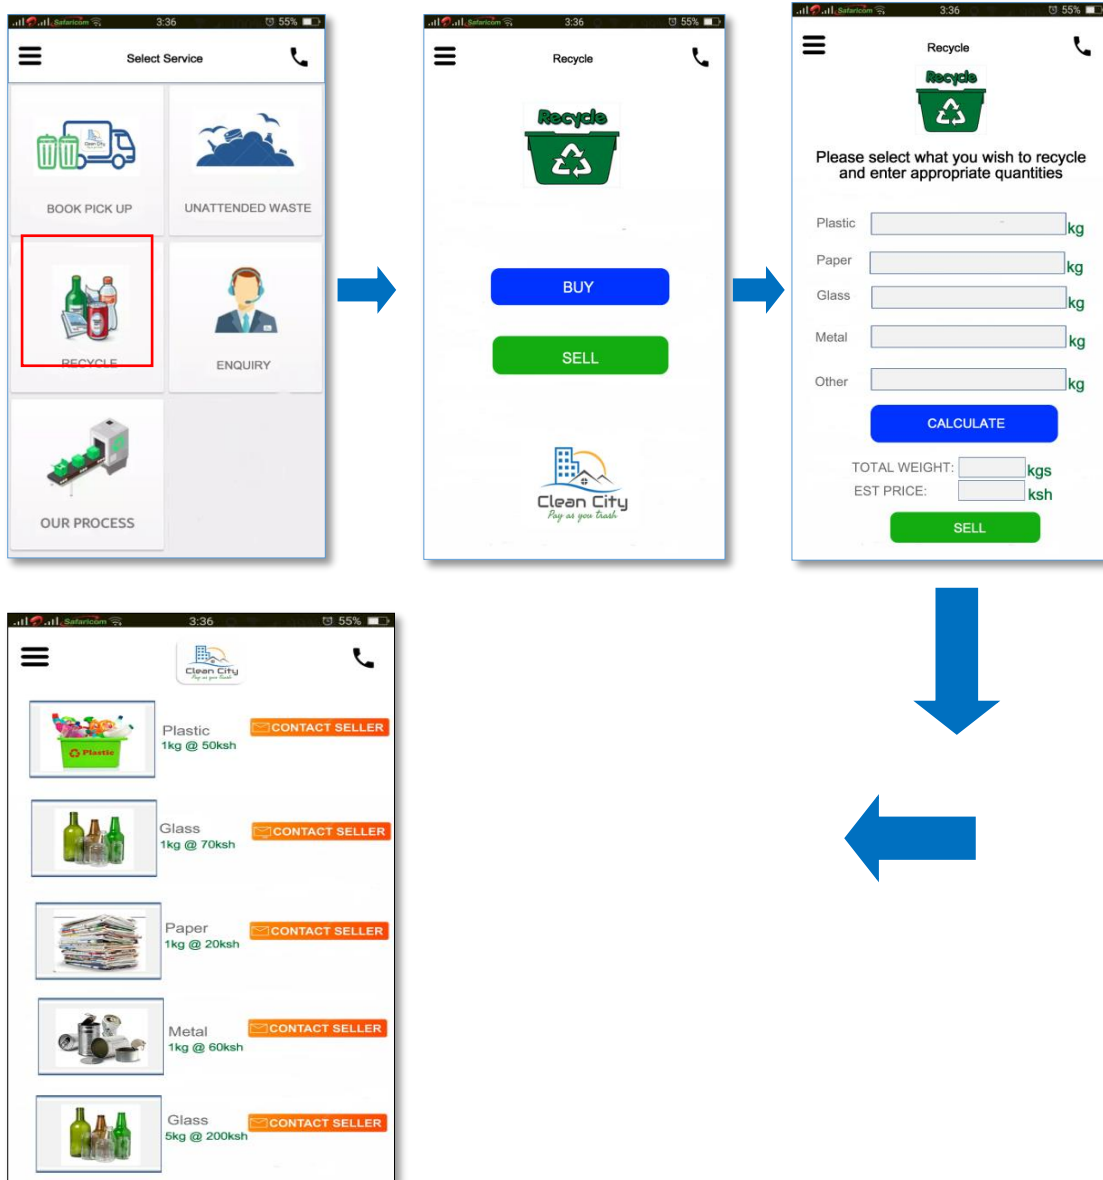 Safaricom 3:36 55%
Select Service
BOOK PICK UP
UNATTENDED WASTE
RECYCLE
ENQUIRY
OUR PROCESS
Safaricom 3:36 55%
Recycle
Recycle
BUY
SELL
Clean City
Pay as you trash
Safaricom 3:36 55%
Recycle
Recycle
Please select what you wish to recycle
and enter appropriate quantities
Plastic kg
Paper kg
Glass kg
Metal kg
Other kg
CALCULATE
TOTAL WEIGHT: kgs
EST PRICE: ksh
SELL
Safaricom 3:36 55%
Clean City
Pay as you trash
Plastic
Plastic CONTACT SELLER
1kg @ 50ksh
Glass CONTACT SELLER
1kg @ 70ksh
Paper CONTACT SELLER
1kg @ 20ksh
Metal CONTACT SELLER
1kg @ 60ksh
Glass CONTACT SELLER
5kg @ 200ksh